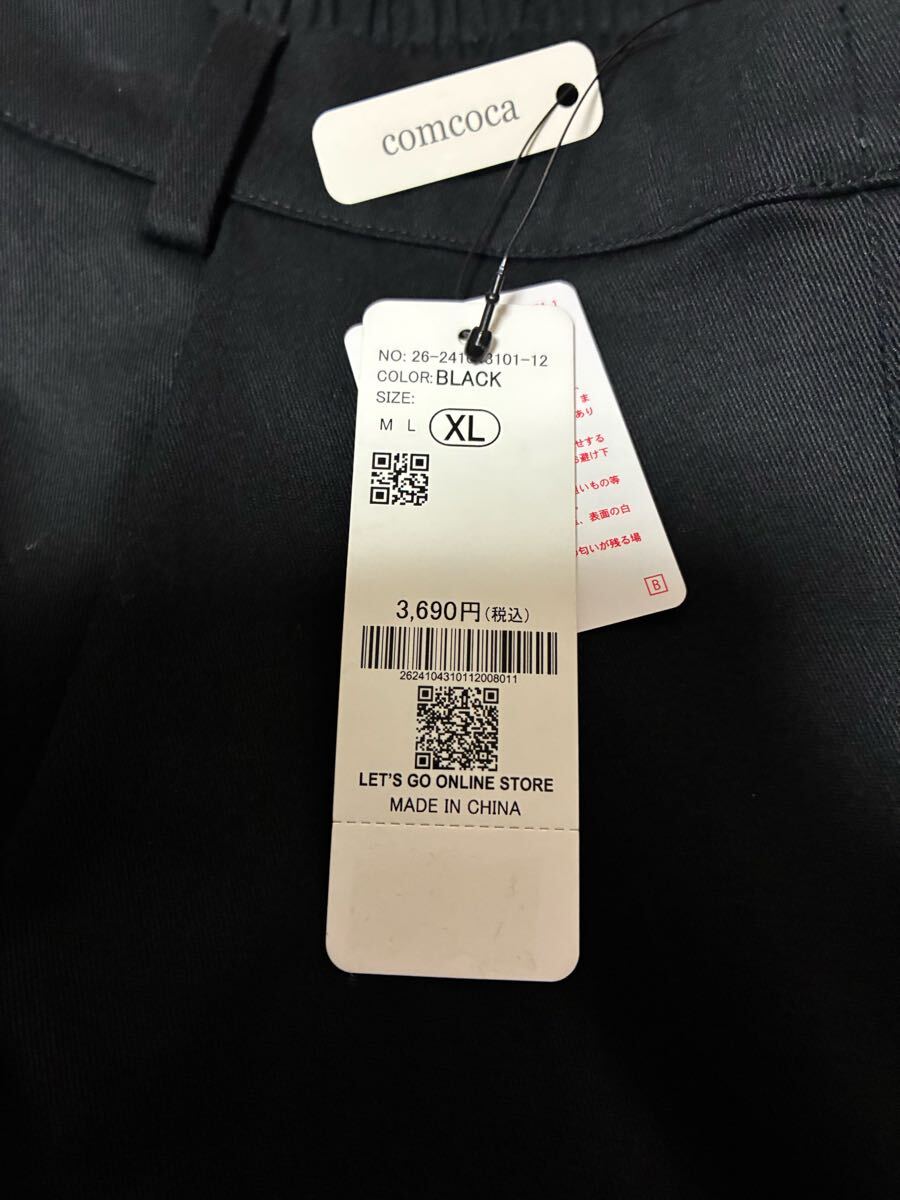 comcoca
NO: 26-241 3101-12
COLOR: BLACK
SIZE:
M L XL
3,690円(税込)
2624104310112008011
LET'S GO ONLINE STORE
MADE IN CHINA
ま
あり
せする
避け下
いもの等
、表面の白
匂いが残る場
B